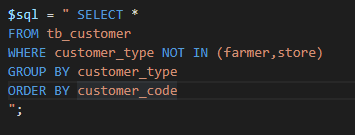 $sql = " SELECT *
FROM tb_customer
WHERE customer_type NOT IN (farmer,store)
GROUP BY customer_type
ORDER BY customer_code
";